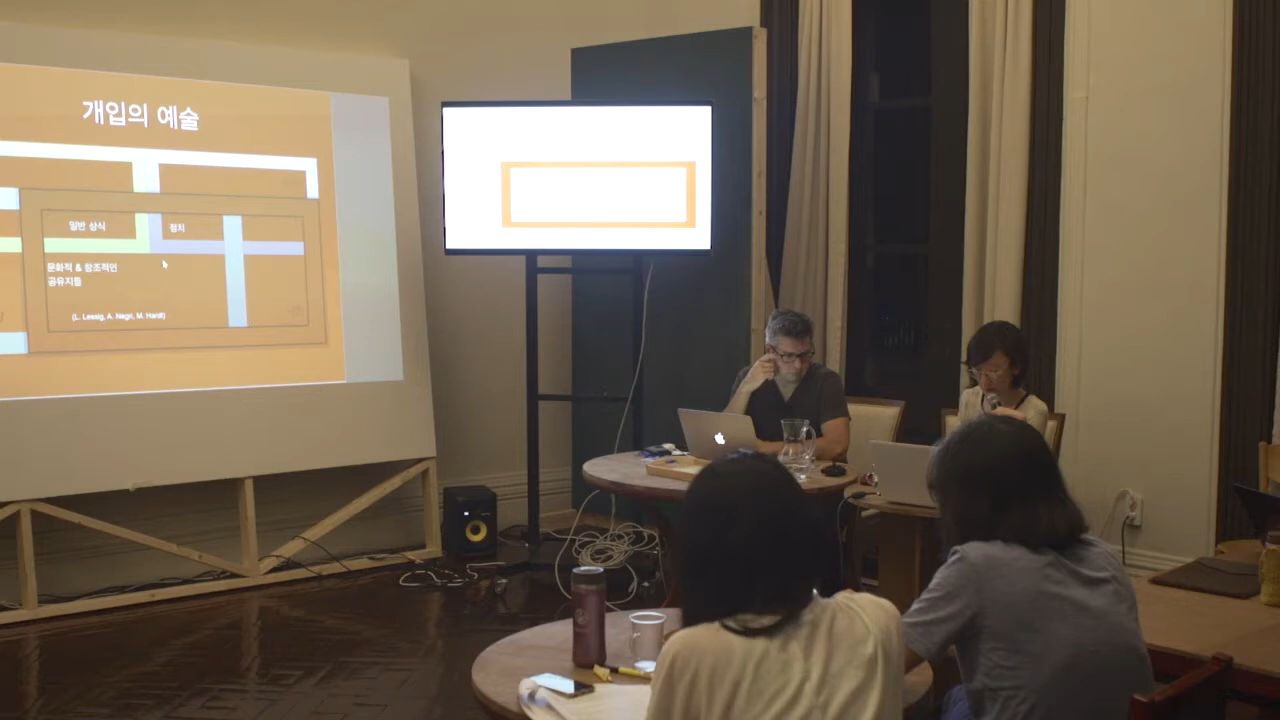 개입의 예술
일반 상식
정치
문화적 & 창조적인
공유지들
(L. Lessig, A. Negri, M. Hardt)